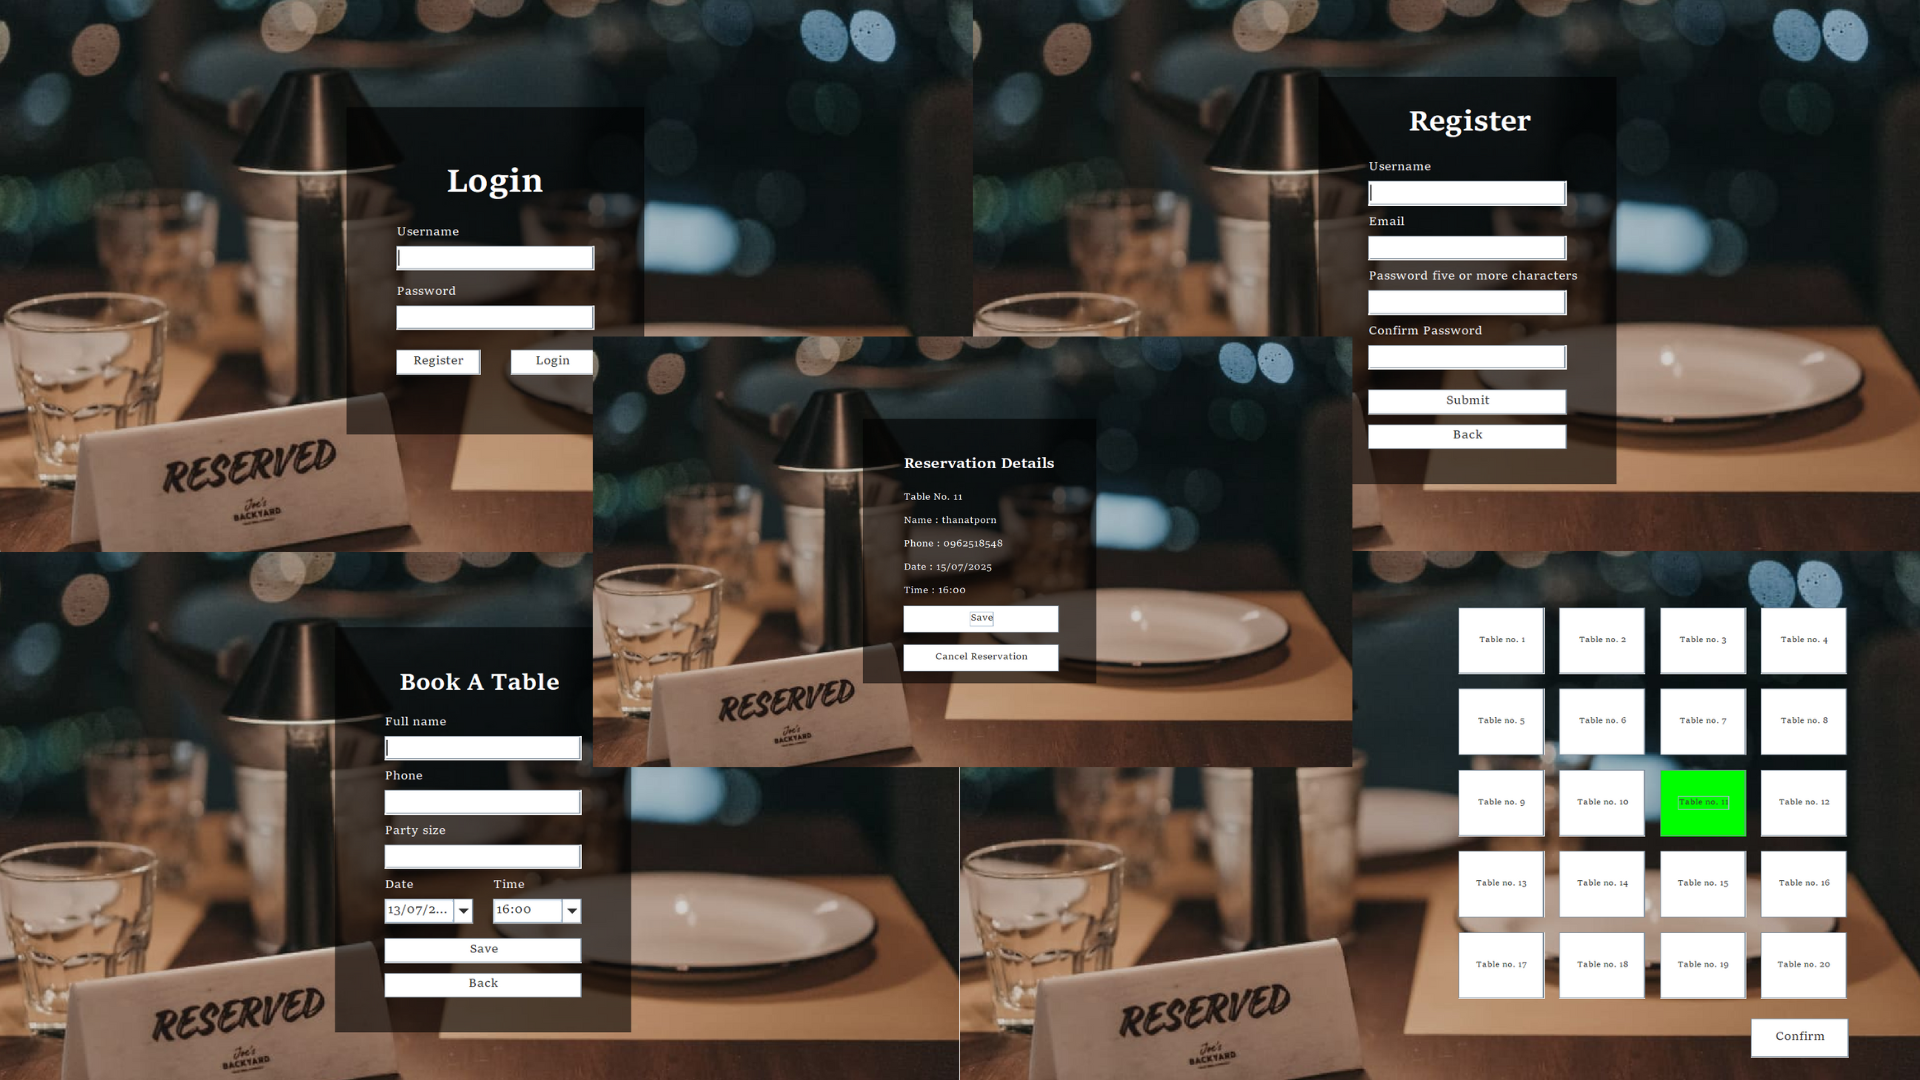 Login
Username
Password
Register
Login
RESERVED
Joe's
BACKYARD
Register
Username
Email
Password five or more characters
Confirm Password
Submit
Back
Reservation Details
Table No. 11
Name : thanatporn
Phone : 0962518548
Date : 15/07/2025
Time : 16:00
Save
Cancel Reservation
RESERVED
Joe's
BACKYARD
Book A Table
Full name
Phone
Party size
Date Time
13/07/2... 16:00
Save
Back
RESERVED
Joe's
BACKYARD
Table no. 1 Table no. 2 Table no. 3 Table no. 4
Table no. 5 Table no. 6 Table no. 7 Table no. 8
Table no. 9 Table no. 10 Table no. 11 Table no. 12
Table no. 13 Table no. 14 Table no. 15 Table no. 16
Table no. 17 Table no. 18 Table no. 19 Table no. 20
Confirm
RESERVED
Joe's
BACKYARD